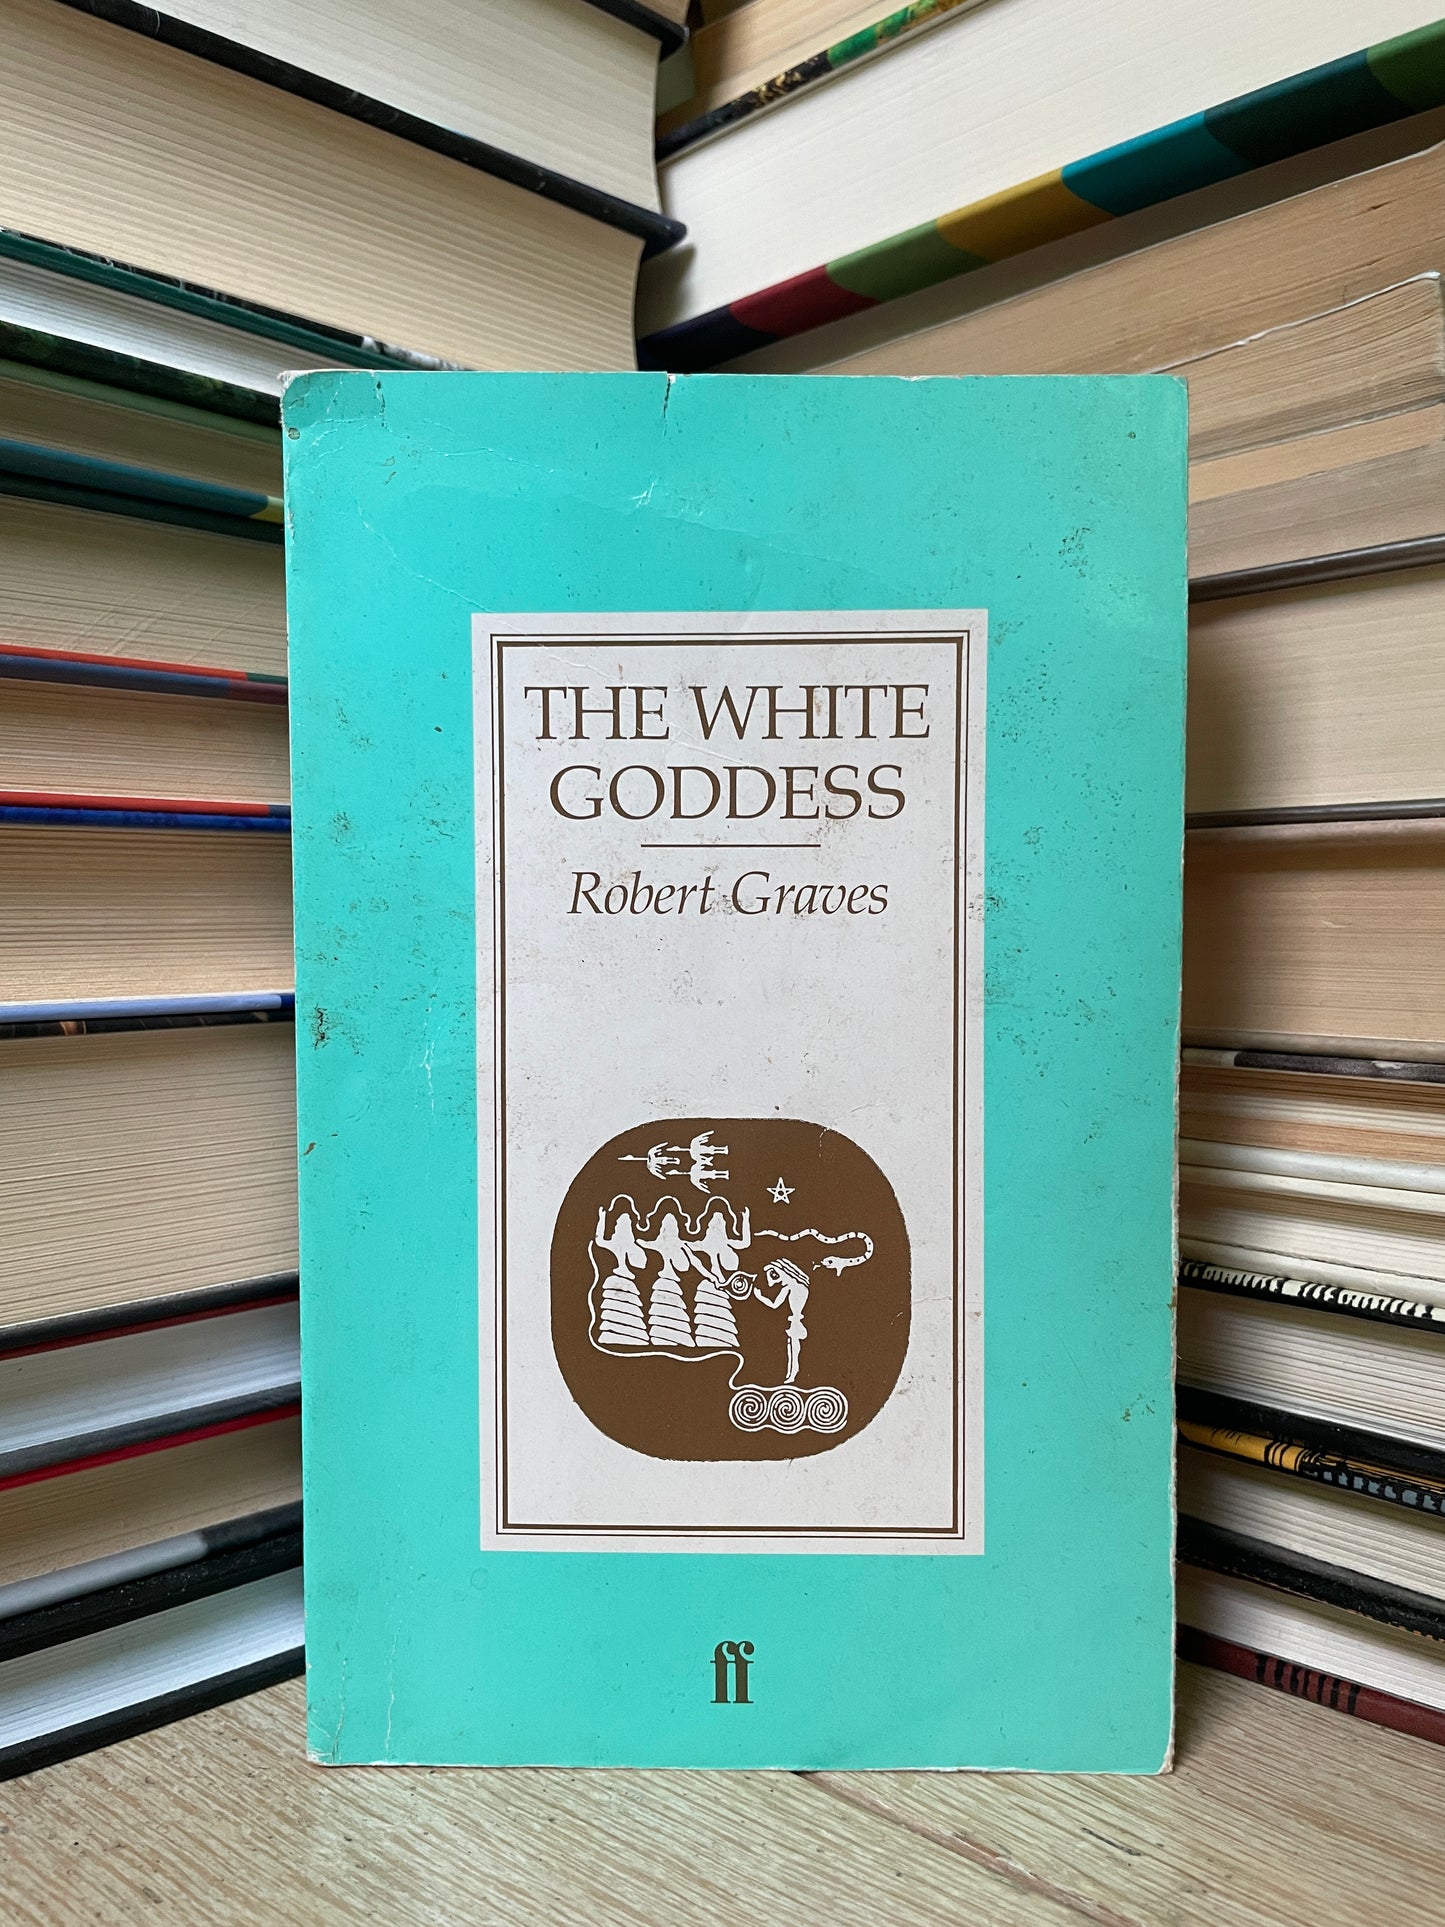 THE WHITE
GODDESS
Robert Graves
ff